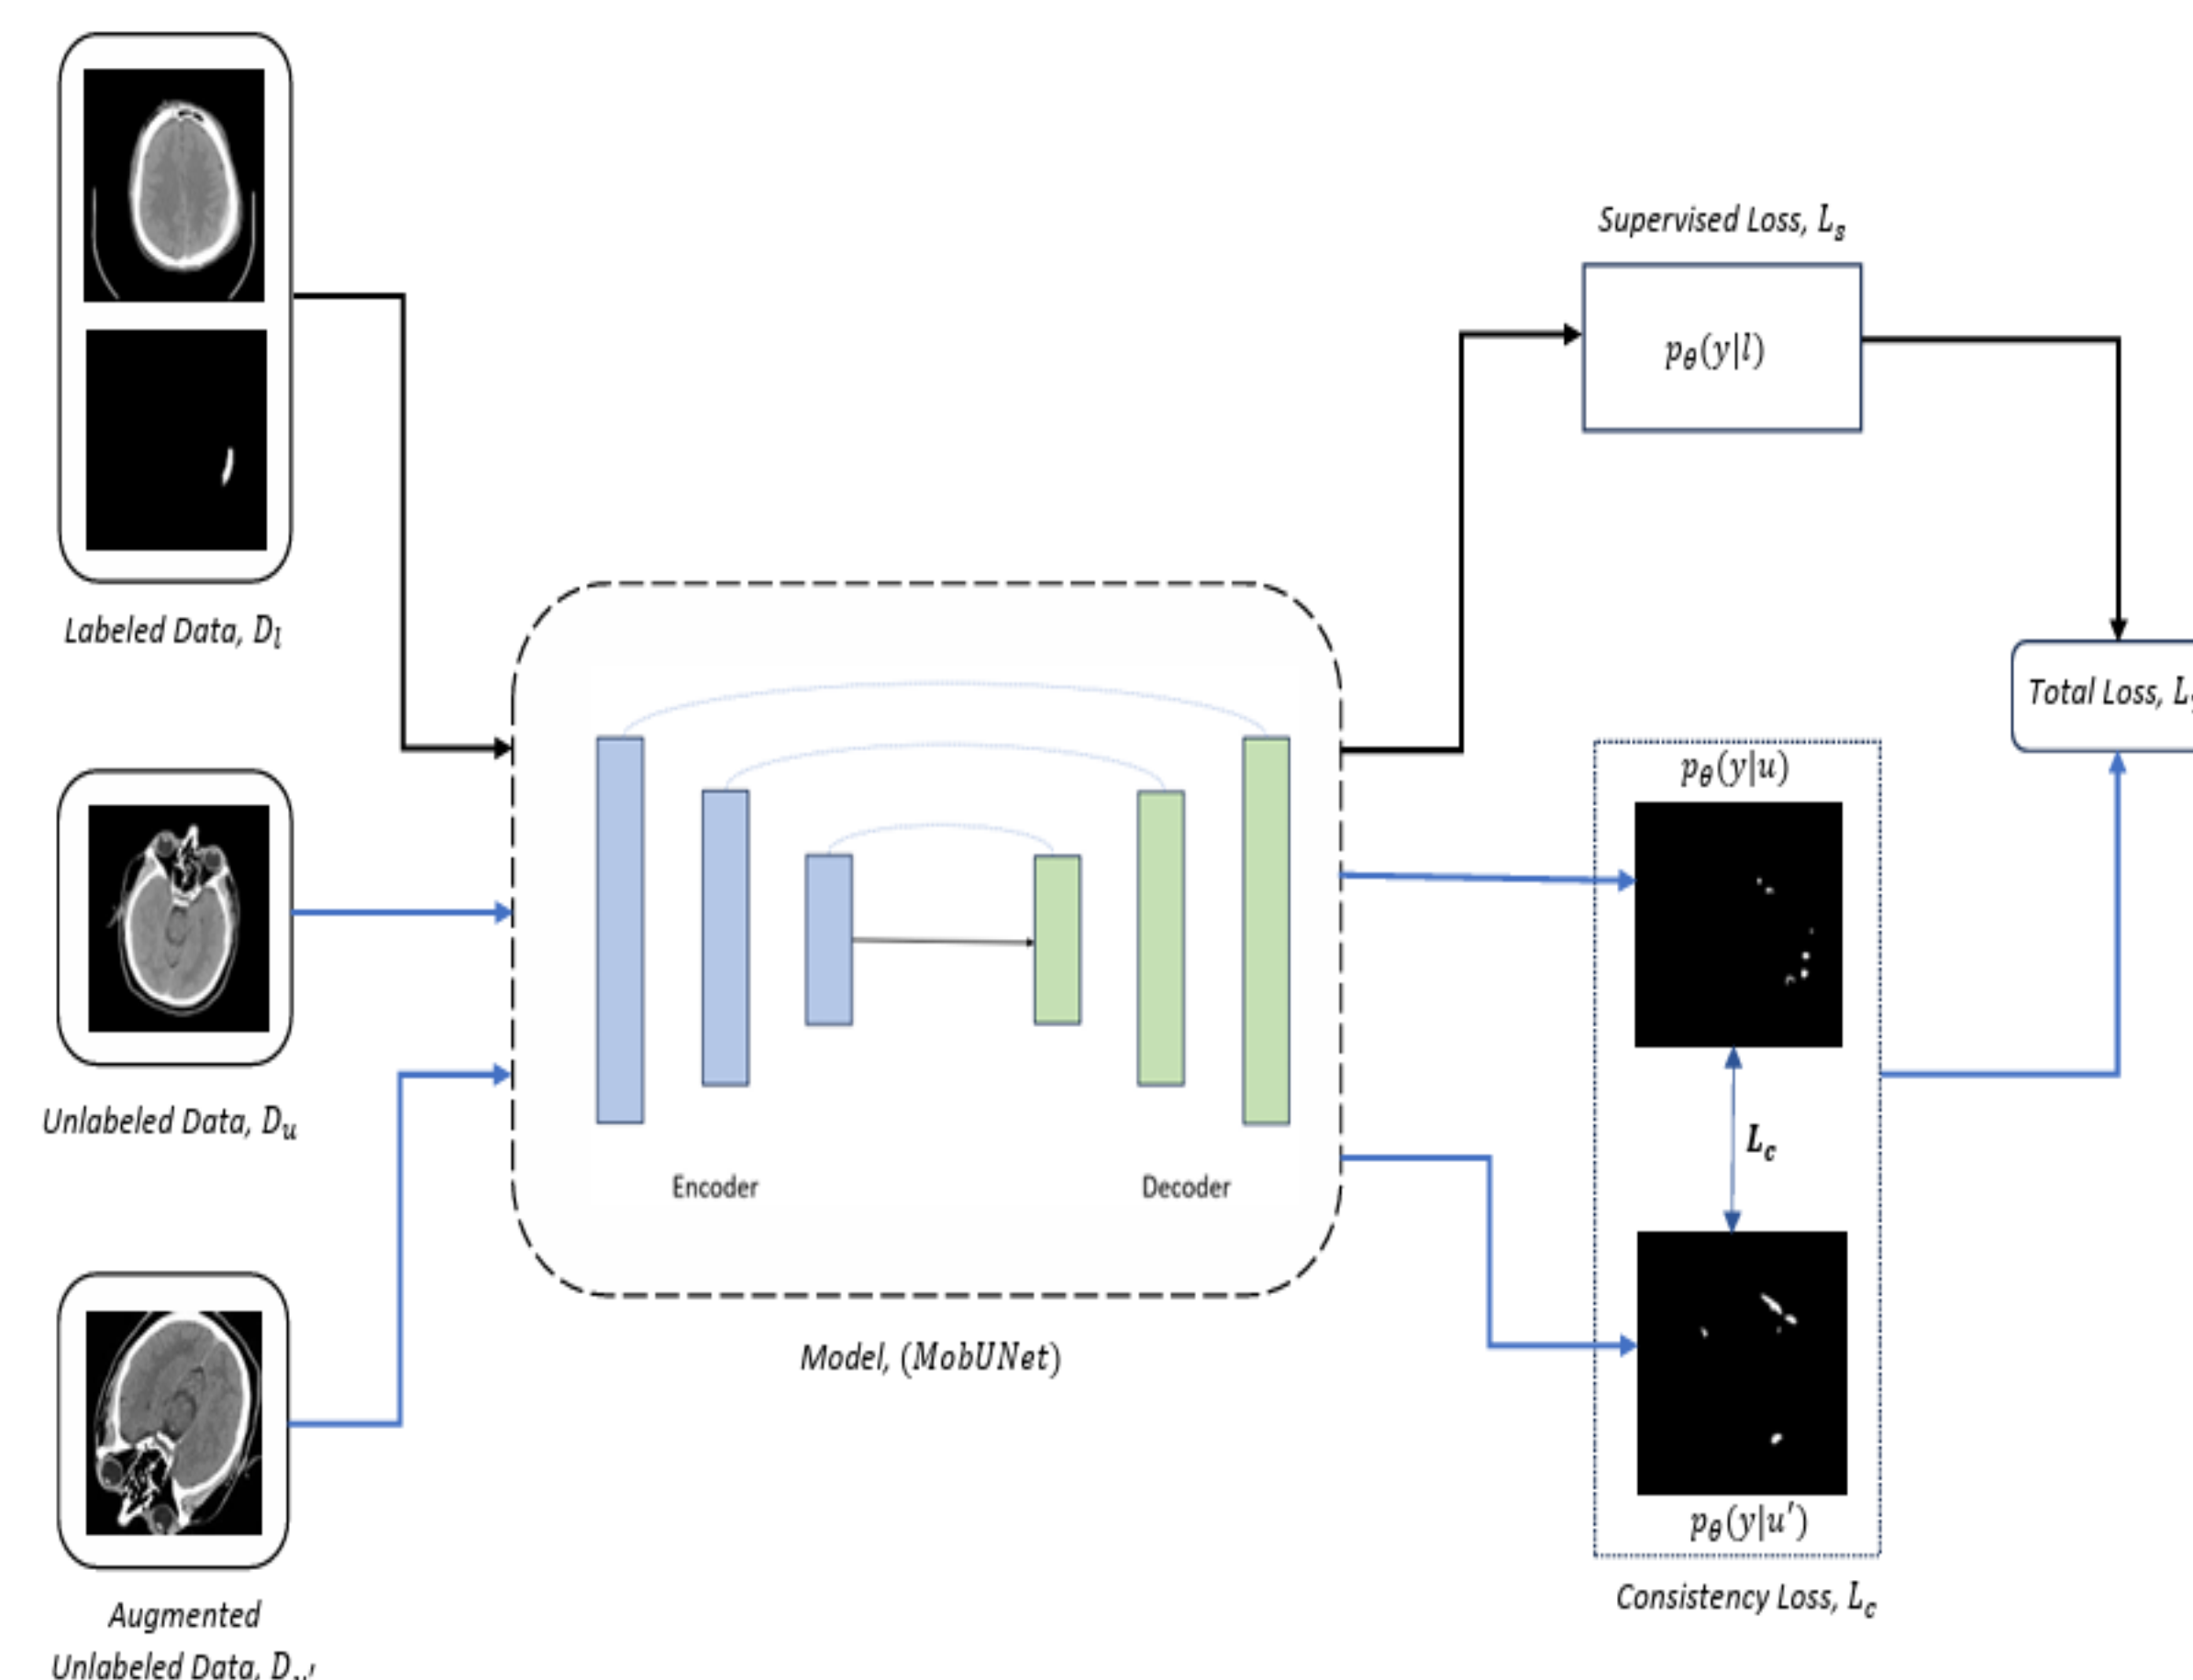 Labeled Data, D_l
Unlabeled Data, D_u
Augmented
Unlabeled Data,
Encoder
Decoder
Model, (MobUNet)
Supervised Loss, L_s
p_θ(y|l)
Total Loss,
p_θ(y|u)
L_c
p_θ(y|u′)
Consistency Loss, L_c